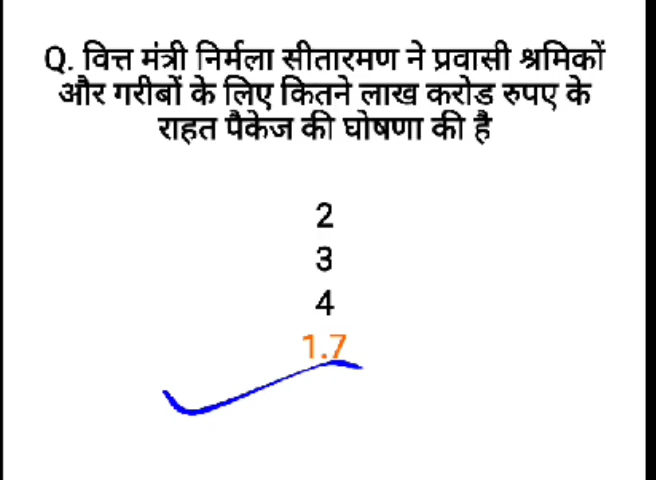 Q. वित्त मंत्री निर्मला सीतारमण ने प्रवासी श्रमिकों
और गरीबों के लिए कितने लाख करोड रुपए के
राहत पैकेज की घोषणा की है
2
3
4
1.7